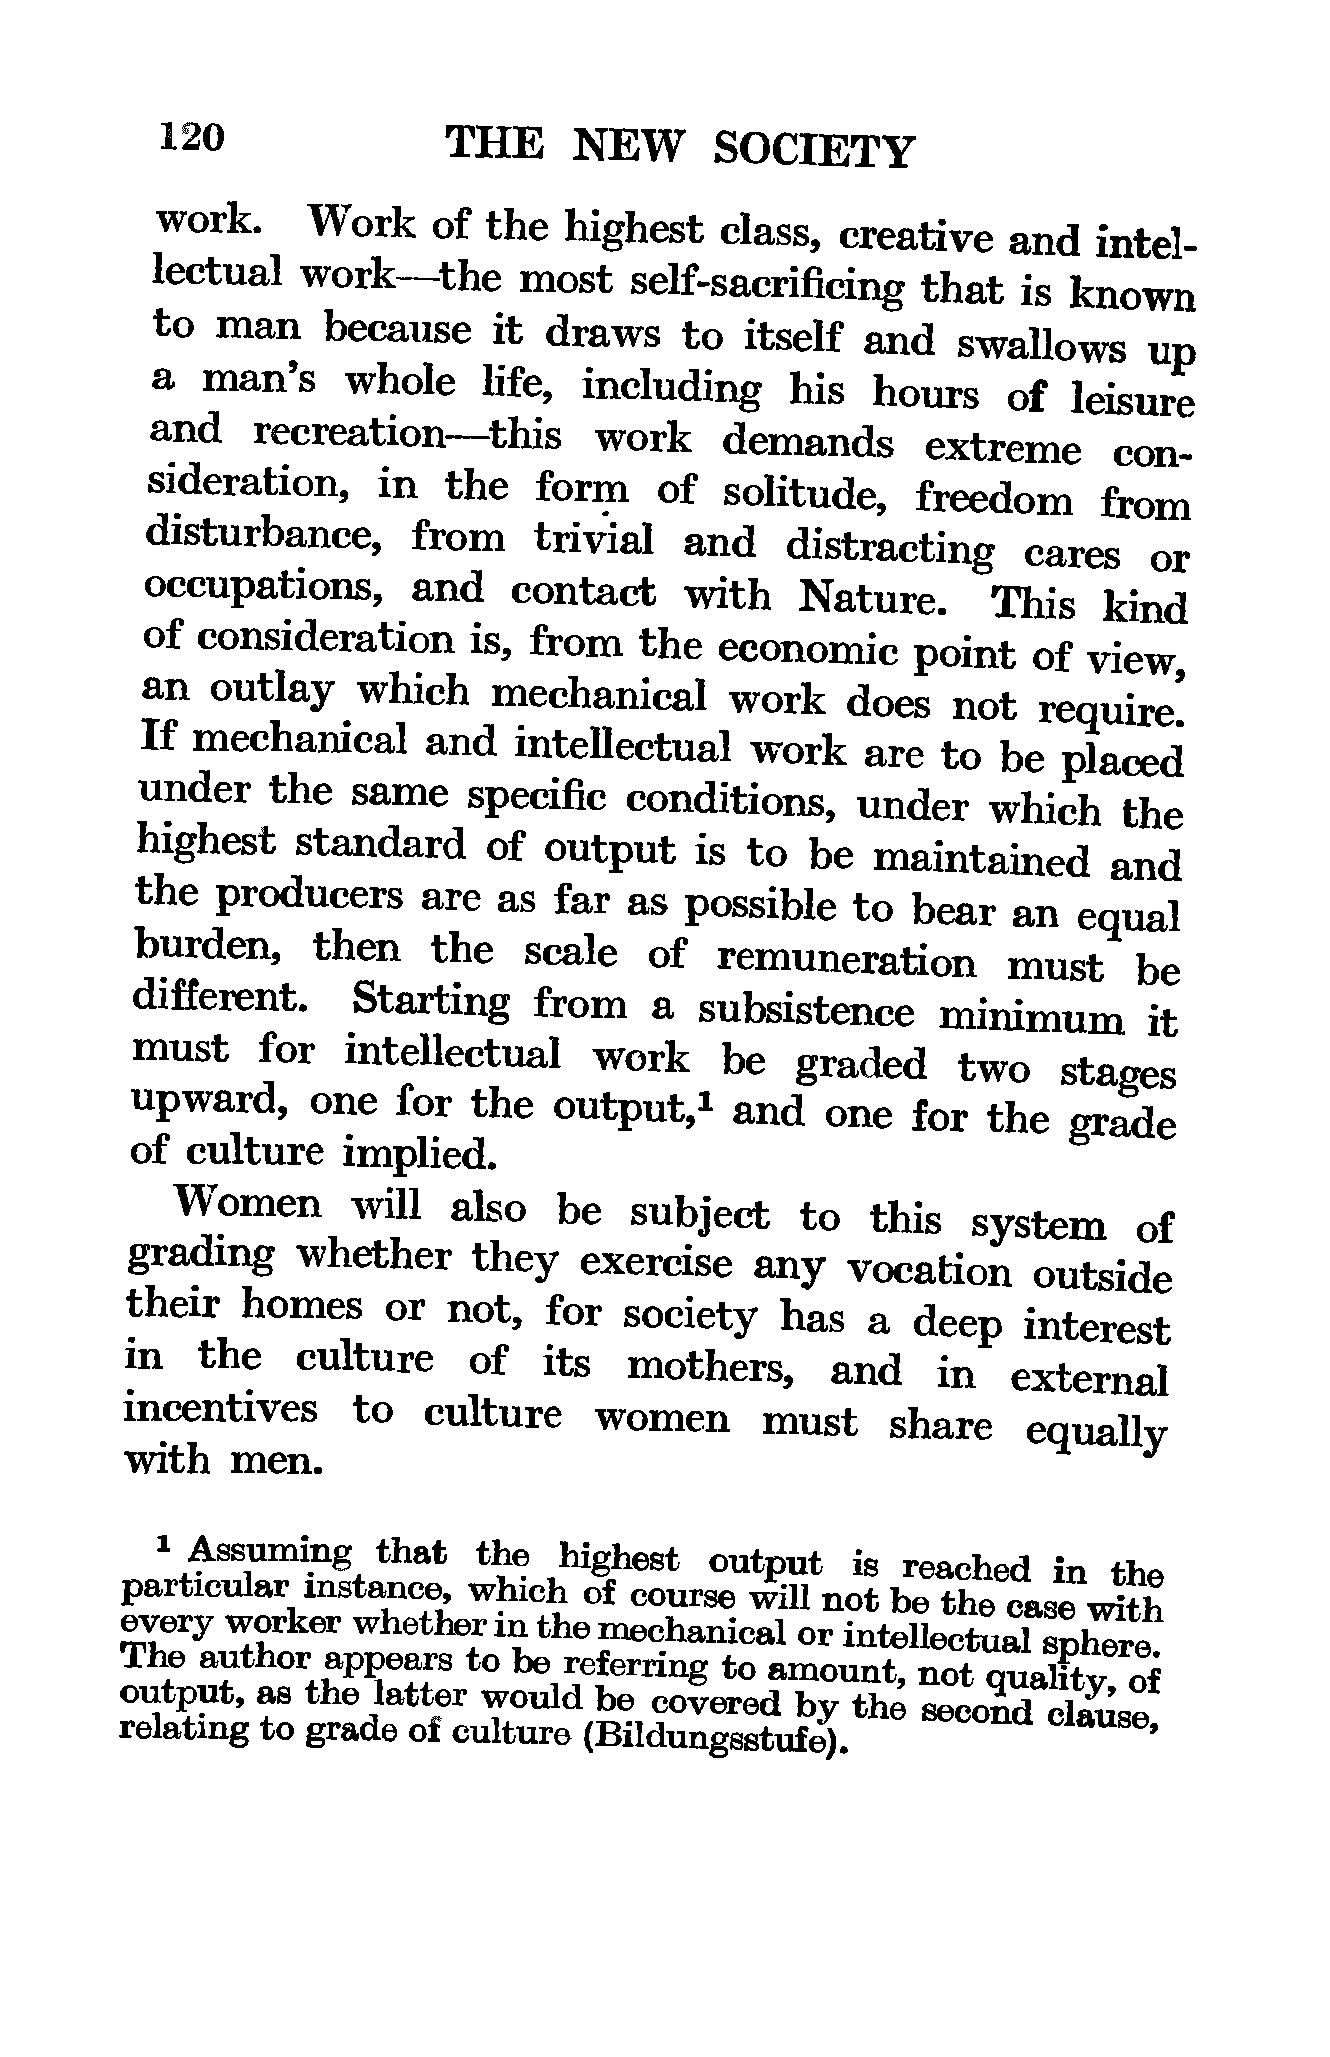 120 THE NEW SOCIETY
work. Work of the highest class, creative and intel-
lectual work—the most self-sacrificing that is known
to man because it draws to itself and swallows up
a man's whole life, including his hours of leisure
and recreation—this work demands extreme con-
sideration, in the form of solitude, freedom from
disturbance, from trivial and distracting cares or
occupations, and contact with Nature. This kind
of consideration is, from the economic point of view,
an outlay which mechanical work does not require.
If mechanical and intellectual work are to be placed
under the same specific conditions, under which the
highest standard of output is to be maintained and
the producers are as far as possible to bear an equal
burden, then the scale of remuneration must be
different. Starting from a subsistence minimum it
must for intellectual work be graded two stages
upward, one for the output,¹ and one for the grade
of culture implied.
Women will also be subject to this system of
grading whether they exercise any vocation outside
their homes or not, for society has a deep interest
in the culture of its mothers, and in external
incentives to culture women must share equally
with men.
¹ Assuming that the highest output is reached in the
particular instance, which of course will not be the case with
every worker whether in the mechanical or intellectual sphere.
The author appears to be referring to amount, not quality, of
output, as the latter would be covered by the second clause,
relating to grade of culture (Bildungsstufe).